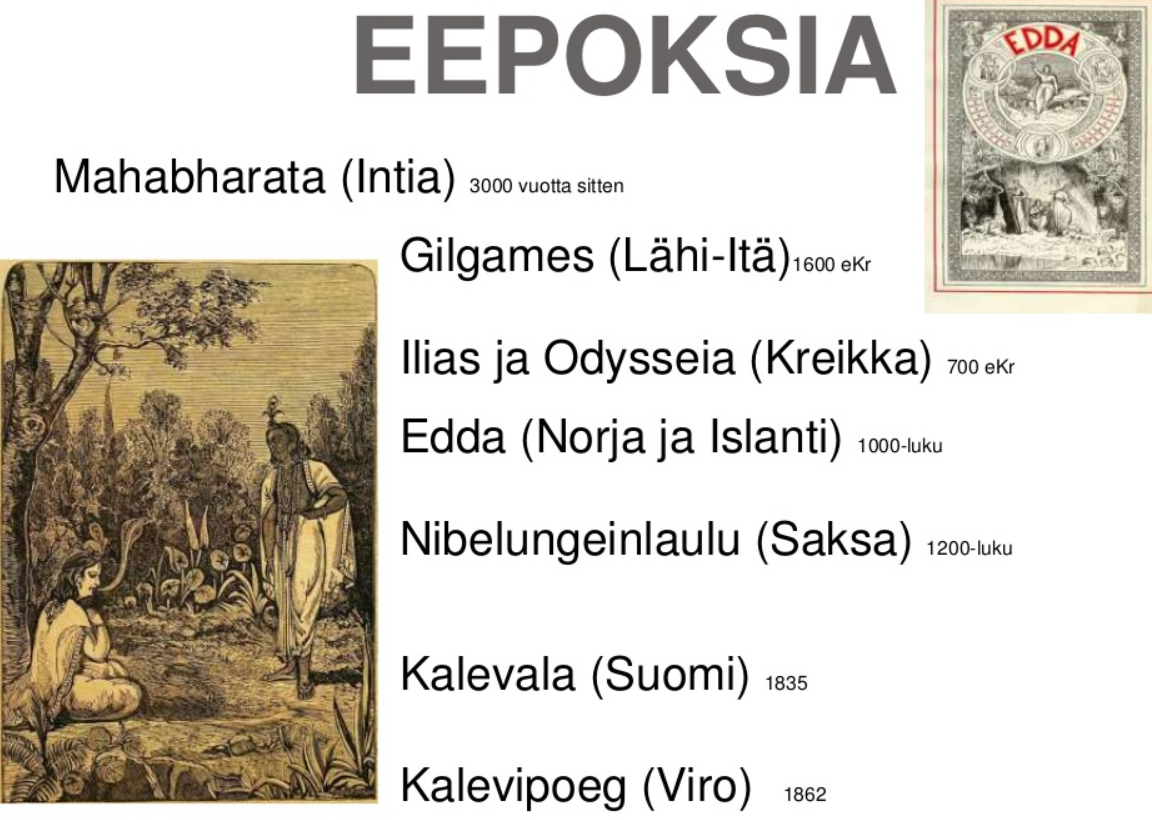 EEPOKSIA
EDDA
Mahabharata (Intia) 3000 vuotta sitten
Gilgames (Lähi-Itä)1600 eKr
Ilias ja Odysseia (Kreikka) 700 eKr
Edda (Norja ja Islanti) 1000-luku
Nibelungeinlaulu (Saksa) 1200-luku
Kalevala (Suomi) 1835
Kalevipoeg (Viro) 1862